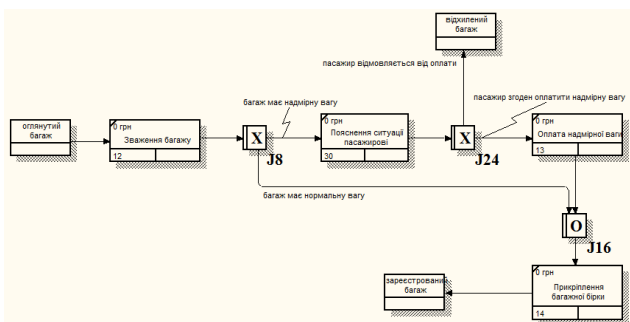 відхилений
багаж
пасажир відмовляється від оплати
пасажир згоден оплатити надмірну вагу
багаж має надмірну вагу
оглянутий
багаж
0 грн
Зваження багажу
12
X
J8
0 грн
Пояснення ситуації
пасажирові
30
X
J24
0 грн
Оплата надмірної ваги
13
багаж має нормальну вагу
O
J16
зареєстрований
багаж
0 грн
Прикріплення
багажної бірки
14